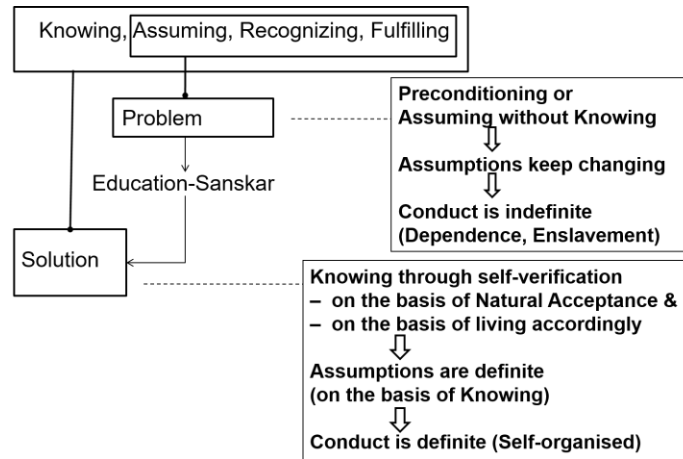 Knowing, Assuming, Recognizing, Fulfilling
Problem
Education-Sanskar
Solution
Preconditioning or
Assuming without Knowing
Assumptions keep changing
Conduct is indefinite
(Dependence, Enslavement)
Knowing through self-verification
– on the basis of Natural Acceptance &
– on the basis of living accordingly
Assumptions are definite
(on the basis of Knowing)
Conduct is definite (Self-organised)